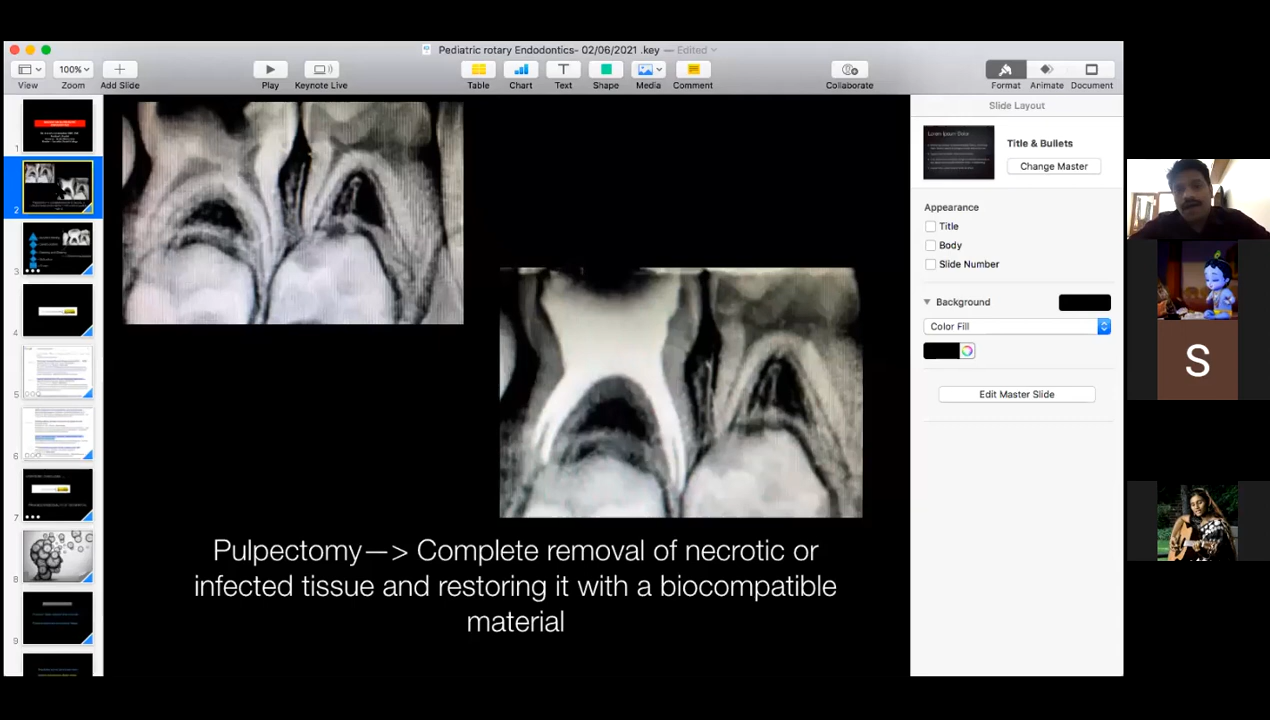 Pediatric rotary Endodontics- 02/06/2021 .key — Edited
100%
View
Zoom
Add Slide
Play
Keynote Live
Table
Chart
Text
Shape
Media
Comment
Collaborate
Format
Animate
Document
1
2
3
4
5
6
7
8
9
Pulpectomy—> Complete removal of necrotic or
infected tissue and restoring it with a biocompatible
material
Slide Layout
Lorem Ipsum Dolor
Title & Bullets
Change Master
Appearance
Title
Body
Slide Number
Background
Color Fill
Edit Master Slide
S